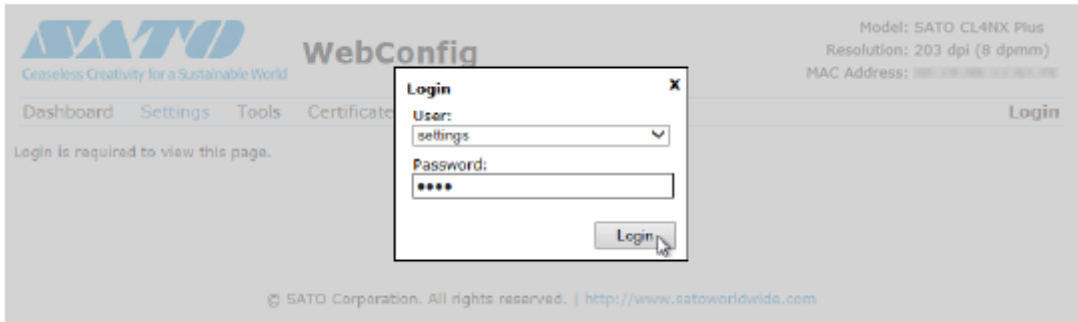 SATO
Ceaseless Creativity for a Sustainable World
WebConfig
Model: SATO CL4NX Plus
Resolution: 203 dpi (8 dpmm)
MAC Address:
Dashboard Settings Tools Certificate Login
Login is required to view this page.
Login x
User:
settings
Password:
••••
Login
© SATO Corporation. All rights reserved. | http://www.satoworldwide.com